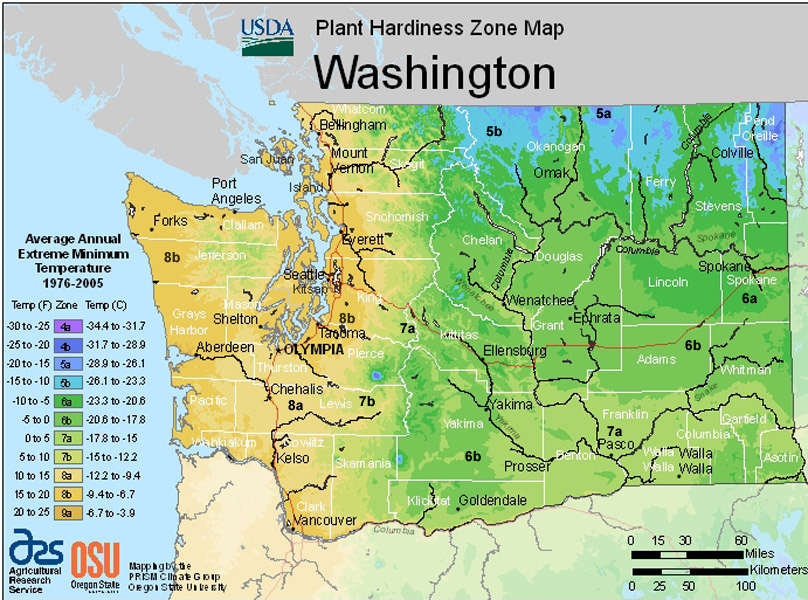 USDA
Plant Hardiness Zone Map
Washington
Whatcom
Bellingham
San Juan
Mount
Vernon
Skagit
Island
5b
Okanogan
Omak
5a
Ferry
Columbia
Pend
Oreille
Colville
Stevens
Port
Angeles
Forks
Clallam
8b
Jefferson
Snohomish
Everett
Chelan
Columbia
Douglas
Columbia
Spokane
Spokane
Spokane
6a
Lincoln
Seattle
Kitsap
King
8b
Wenatchee
Wenatchee
Grays
Harbor
Mason
Shelton
Aberdeen
Tacoma
OLYMPIA
Pierce
Thurston
7a
Kittitas
Ellensburg
Grant
Ephrata
Adams
6b
Whitman
Pacific
Chehalis
8a
Lewis
7b
Yakima
Yakima
Yakima
Franklin
7a
Pasco
Snake
Columbia
Garfield
Asotin
Wahkiakum
Cowlitz
Kelso
Skamania
6b
Prosser
Benton
Walla
Walla
Walla
Walla
Clark
Vancouver
Klickitat
Goldendale
Columbia
Average Annual
Extreme Minimum
Temperature
1976-2005
Temp (F) Zone Temp (C)
-30 to -25 4a -34.4 to -31.7
-25 to -20 4b -31.7 to -28.9
-20 to -15 5a -28.9 to -26.1
-15 to -10 5b -26.1 to -23.3
-10 to -5 6a -23.3 to -20.6
-5 to 0 6b -20.6 to -17.8
0 to 5 7a -17.8 to -15
5 to 10 7b -15 to -12.2
10 to 15 8a -12.2 to -9.4
15 to 20 8b -9.4 to -6.7
20 to 25 9a -6.7 to -3.9
ars
Agricultural
Research
Service
OSU
Oregon State
Mapping by the
PRISM Climate Group
Oregon State University
0 15 30 60
Miles
Kilometers
0 25 50 100